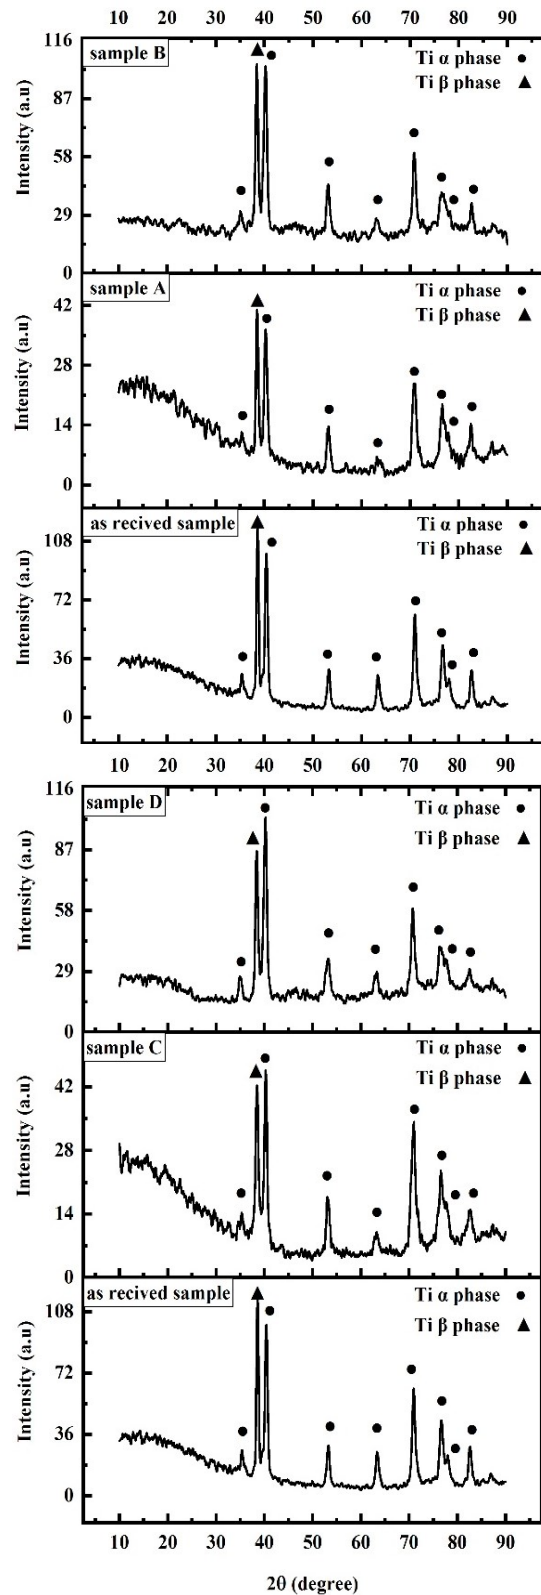 10 20 30 40 50 60 70 80 90
116
sample B
Ti α phase ●
Ti β phase ▲
87
58
29
0
Intensity (a.u)
sample A
Ti α phase ●
Ti β phase ▲
42
28
14
0
Intensity (a.u)
as recived sample
Ti α phase ●
Ti β phase ▲
108
72
36
0
Intensity (a.u)
10 20 30 40 50 60 70 80 90
116
sample D
Ti α phase ●
Ti β phase ▲
87
58
29
0
Intensity (a.u)
sample C
Ti α phase ●
Ti β phase ▲
42
28
14
0
Intensity (a.u)
as recived sample
Ti α phase ●
Ti β phase ▲
108
72
36
0
Intensity (a.u)
10 20 30 40 50 60 70 80 90
2θ (degree)